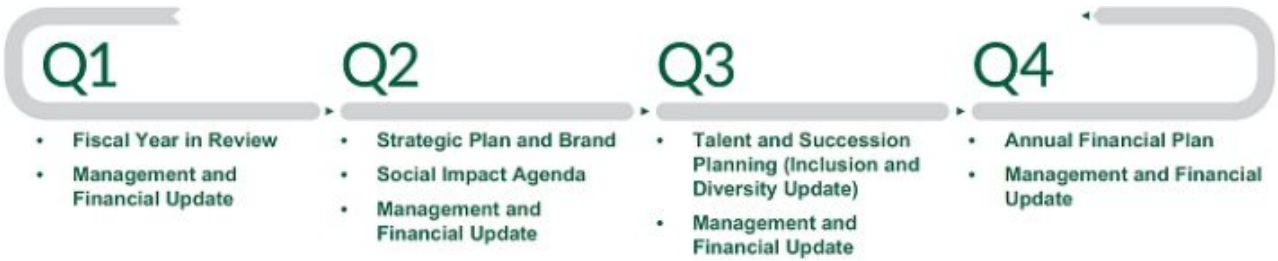 Q1
• Fiscal Year in Review
• Management and
Financial Update
Q2
• Strategic Plan and Brand
• Social Impact Agenda
• Management and
Financial Update
Q3
• Talent and Succession
Planning (Inclusion and
Diversity Update)
• Management and
Financial Update
Q4
• Annual Financial Plan
• Management and Financial
Update